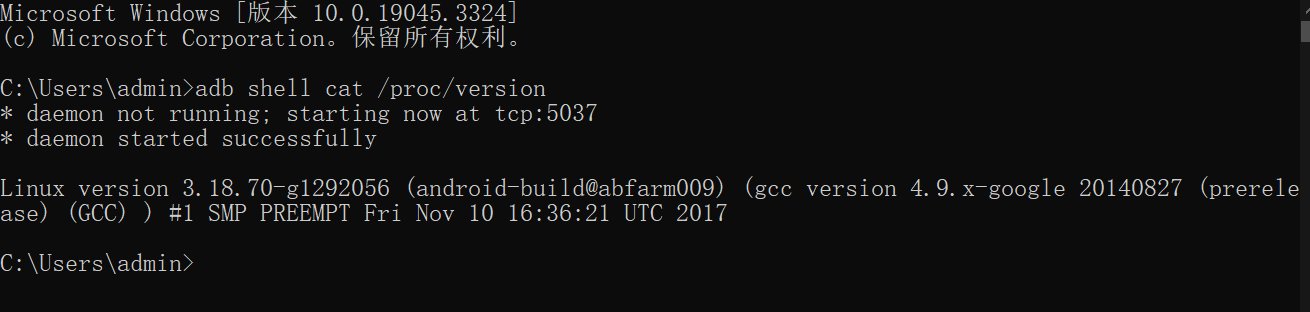 Microsoft Windows [版本 10.0.19045.3324]
(c) Microsoft Corporation。保留所有权利。
C:\Users\admin>adb shell cat /proc/version
* daemon not running; starting now at tcp:5037
* daemon started successfully
Linux version 3.18.70-g1292056 (android-build@abfarm009) (gcc version 4.9.x-google 20140827 (prerele
ase) (GCC) ) #1 SMP PREEMPT Fri Nov 10 16:36:21 UTC 2017
C:\Users\admin>